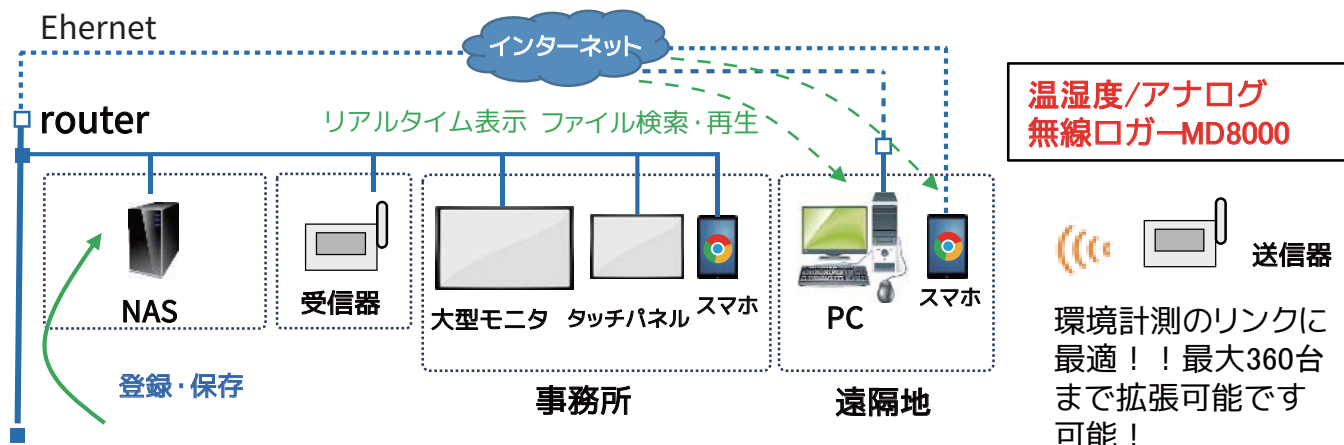 Ehernet
インターネット
router
リアルタイム表示 ファイル検索・再生
温湿度/アナログ
無線ロガーMD8000
NAS
受信器
大型モニタ
タッチパネル
スマホ
PC
スマホ
送信器
登録・保存
事務所
遠隔地
環境計測のリンクに
最適！！最大360台
まで拡張可能です
可能！